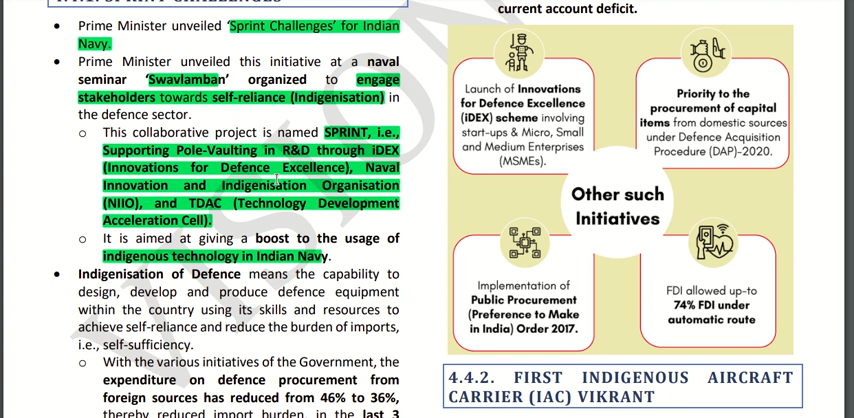 Prime Minister unveiled ‘Sprint Challenges’ for Indian
Navy.
Prime Minister unveiled this initiative at a naval
seminar ‘Swavlamban’ organized to engage
stakeholders towards self-reliance (Indigenisation) in
the defence sector.
This collaborative project is named SPRINT, i.e.,
Supporting Pole-Vaulting in R&D through iDEX
(Innovations for Defence Excellence), Naval
Innovation and Indigenisation Organisation
(NIIO), and TDAC (Technology Development
Acceleration Cell).
It is aimed at giving a boost to the usage of
indigenous technology in Indian Navy.
Indigenisation of Defence means the capability to
design, develop and produce defence equipment
within the country using its skills and resources to
achieve self-reliance and reduce the burden of imports,
i.e., self-sufficiency.
With the various initiatives of the Government, the
expenditure on defence procurement from
foreign sources has reduced from 46% to 36%,
thereby reduced import burden, in the last 3
current account deficit.
Launch of Innovations
for Defence Excellence
(iDEX) scheme involving
start-ups & Micro, Small
and Medium Enterprises
(MSMEs).
Priority to the
procurement of capital
items from domestic sources
under Defence Acquisition
Procedure (DAP)-2020.
Other such
Initiatives
Implementation of
Public Procurement
(Preference to Make
in India) Order 2017.
FDI allowed up-to
74% FDI under
automatic route
4.4.2. FIRST INDIGENOUS AIRCRAFT
CARRIER (IAC) VIKRANT
VISION